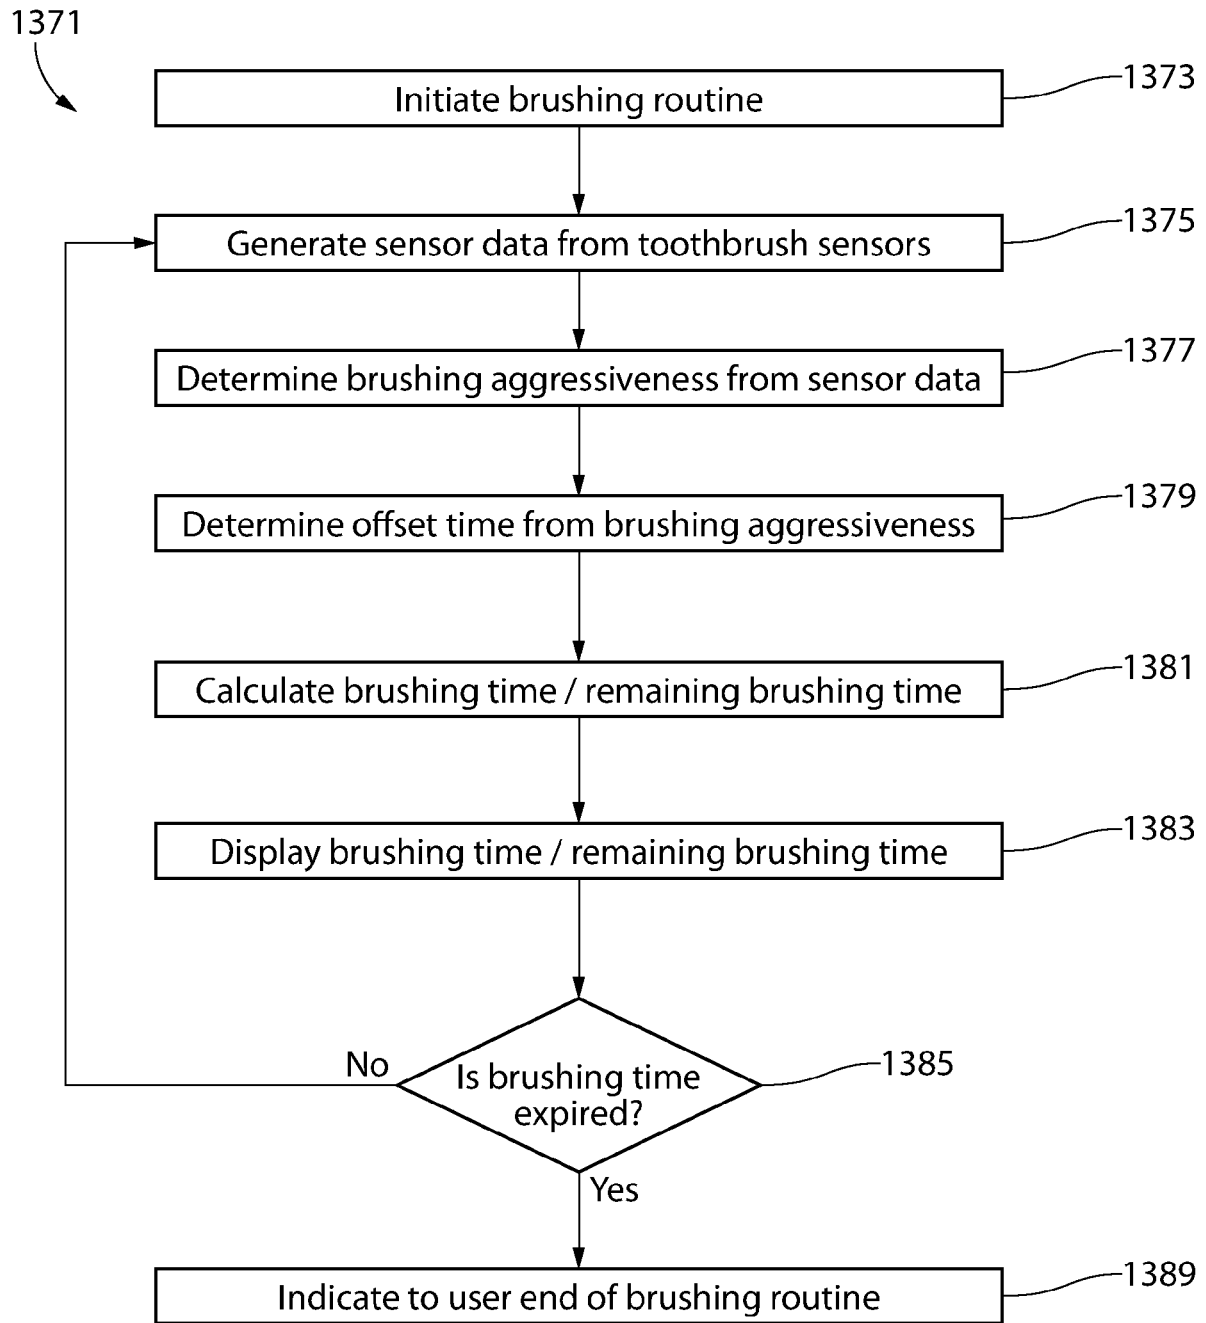 1371
Initiate brushing routine
1373
Generate sensor data from toothbrush sensors
1375
Determine brushing aggressiveness from sensor data
1377
Determine offset time from brushing aggressiveness
1379
Calculate brushing time / remaining brushing time
1381
Display brushing time / remaining brushing time
1383
No
Is brushing time
expired?
1385
Yes
Indicate to user end of brushing routine
1389